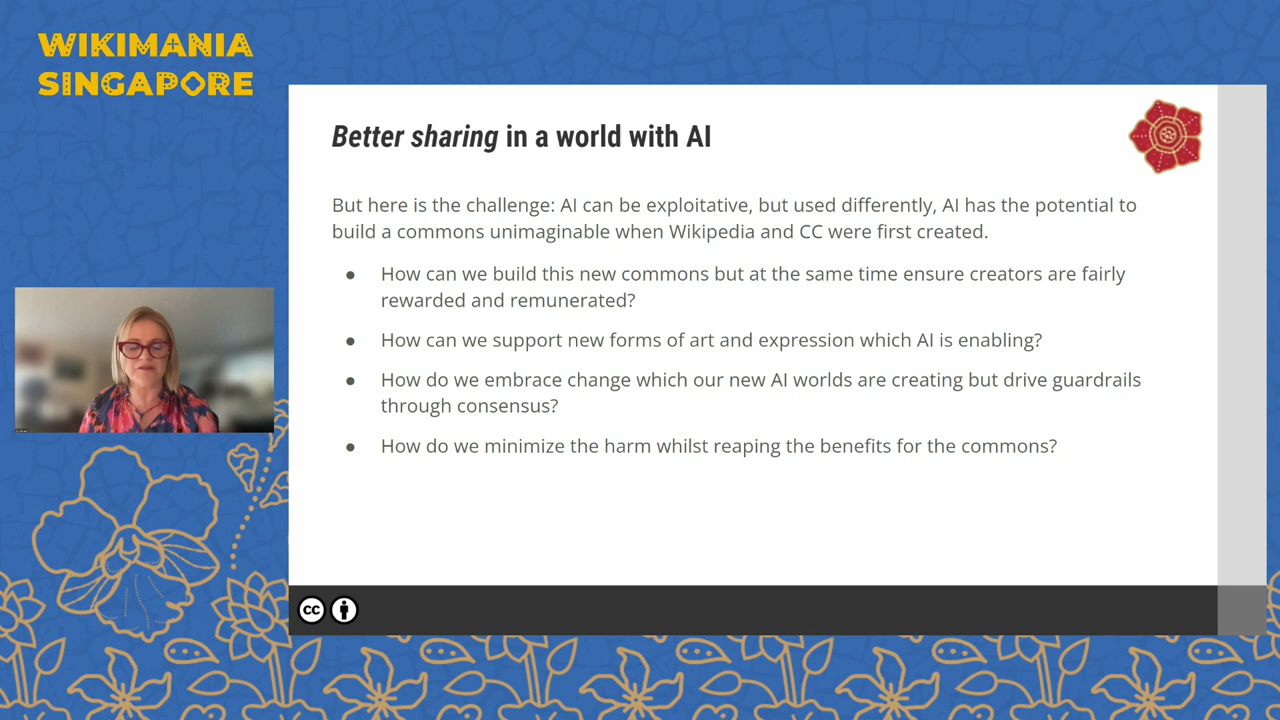 WIKIMANIA
SINGAPORE
Better sharing in a world with AI
But here is the challenge: AI can be exploitative, but used differently, AI has the potential to
build a commons unimaginable when Wikipedia and CC were first created.
● How can we build this new commons but at the same time ensure creators are fairly
rewarded and remunerated?
● How can we support new forms of art and expression which AI is enabling?
● How do we embrace change which our new AI worlds are creating but drive guardrails
through consensus?
● How do we minimize the harm whilst reaping the benefits for the commons?
cc